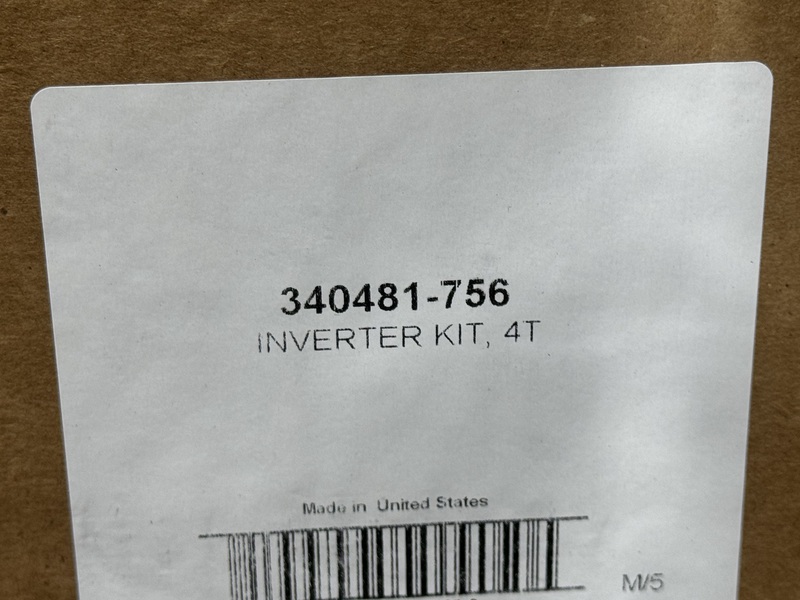 340481-756
INVERTER KIT, 4T
Made in United States
M/5